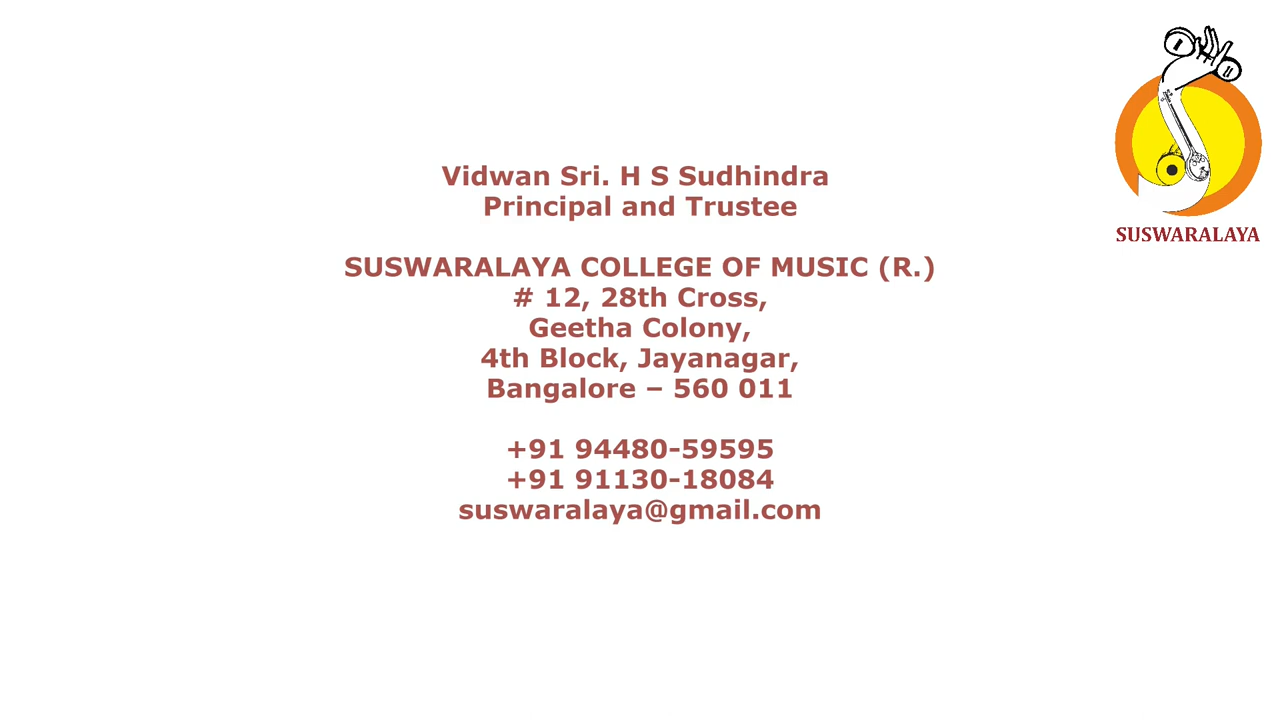 Vidwan Sri. H S Sudhindra
Principal and Trustee
SUSWARALAYA COLLEGE OF MUSIC (R.)
# 12, 28th Cross,
Geetha Colony,
4th Block, Jayanagar,
Bangalore – 560 011
+91 94480-59595
+91 91130-18084
suswaralaya@gmail.com
SUSWARALAYA